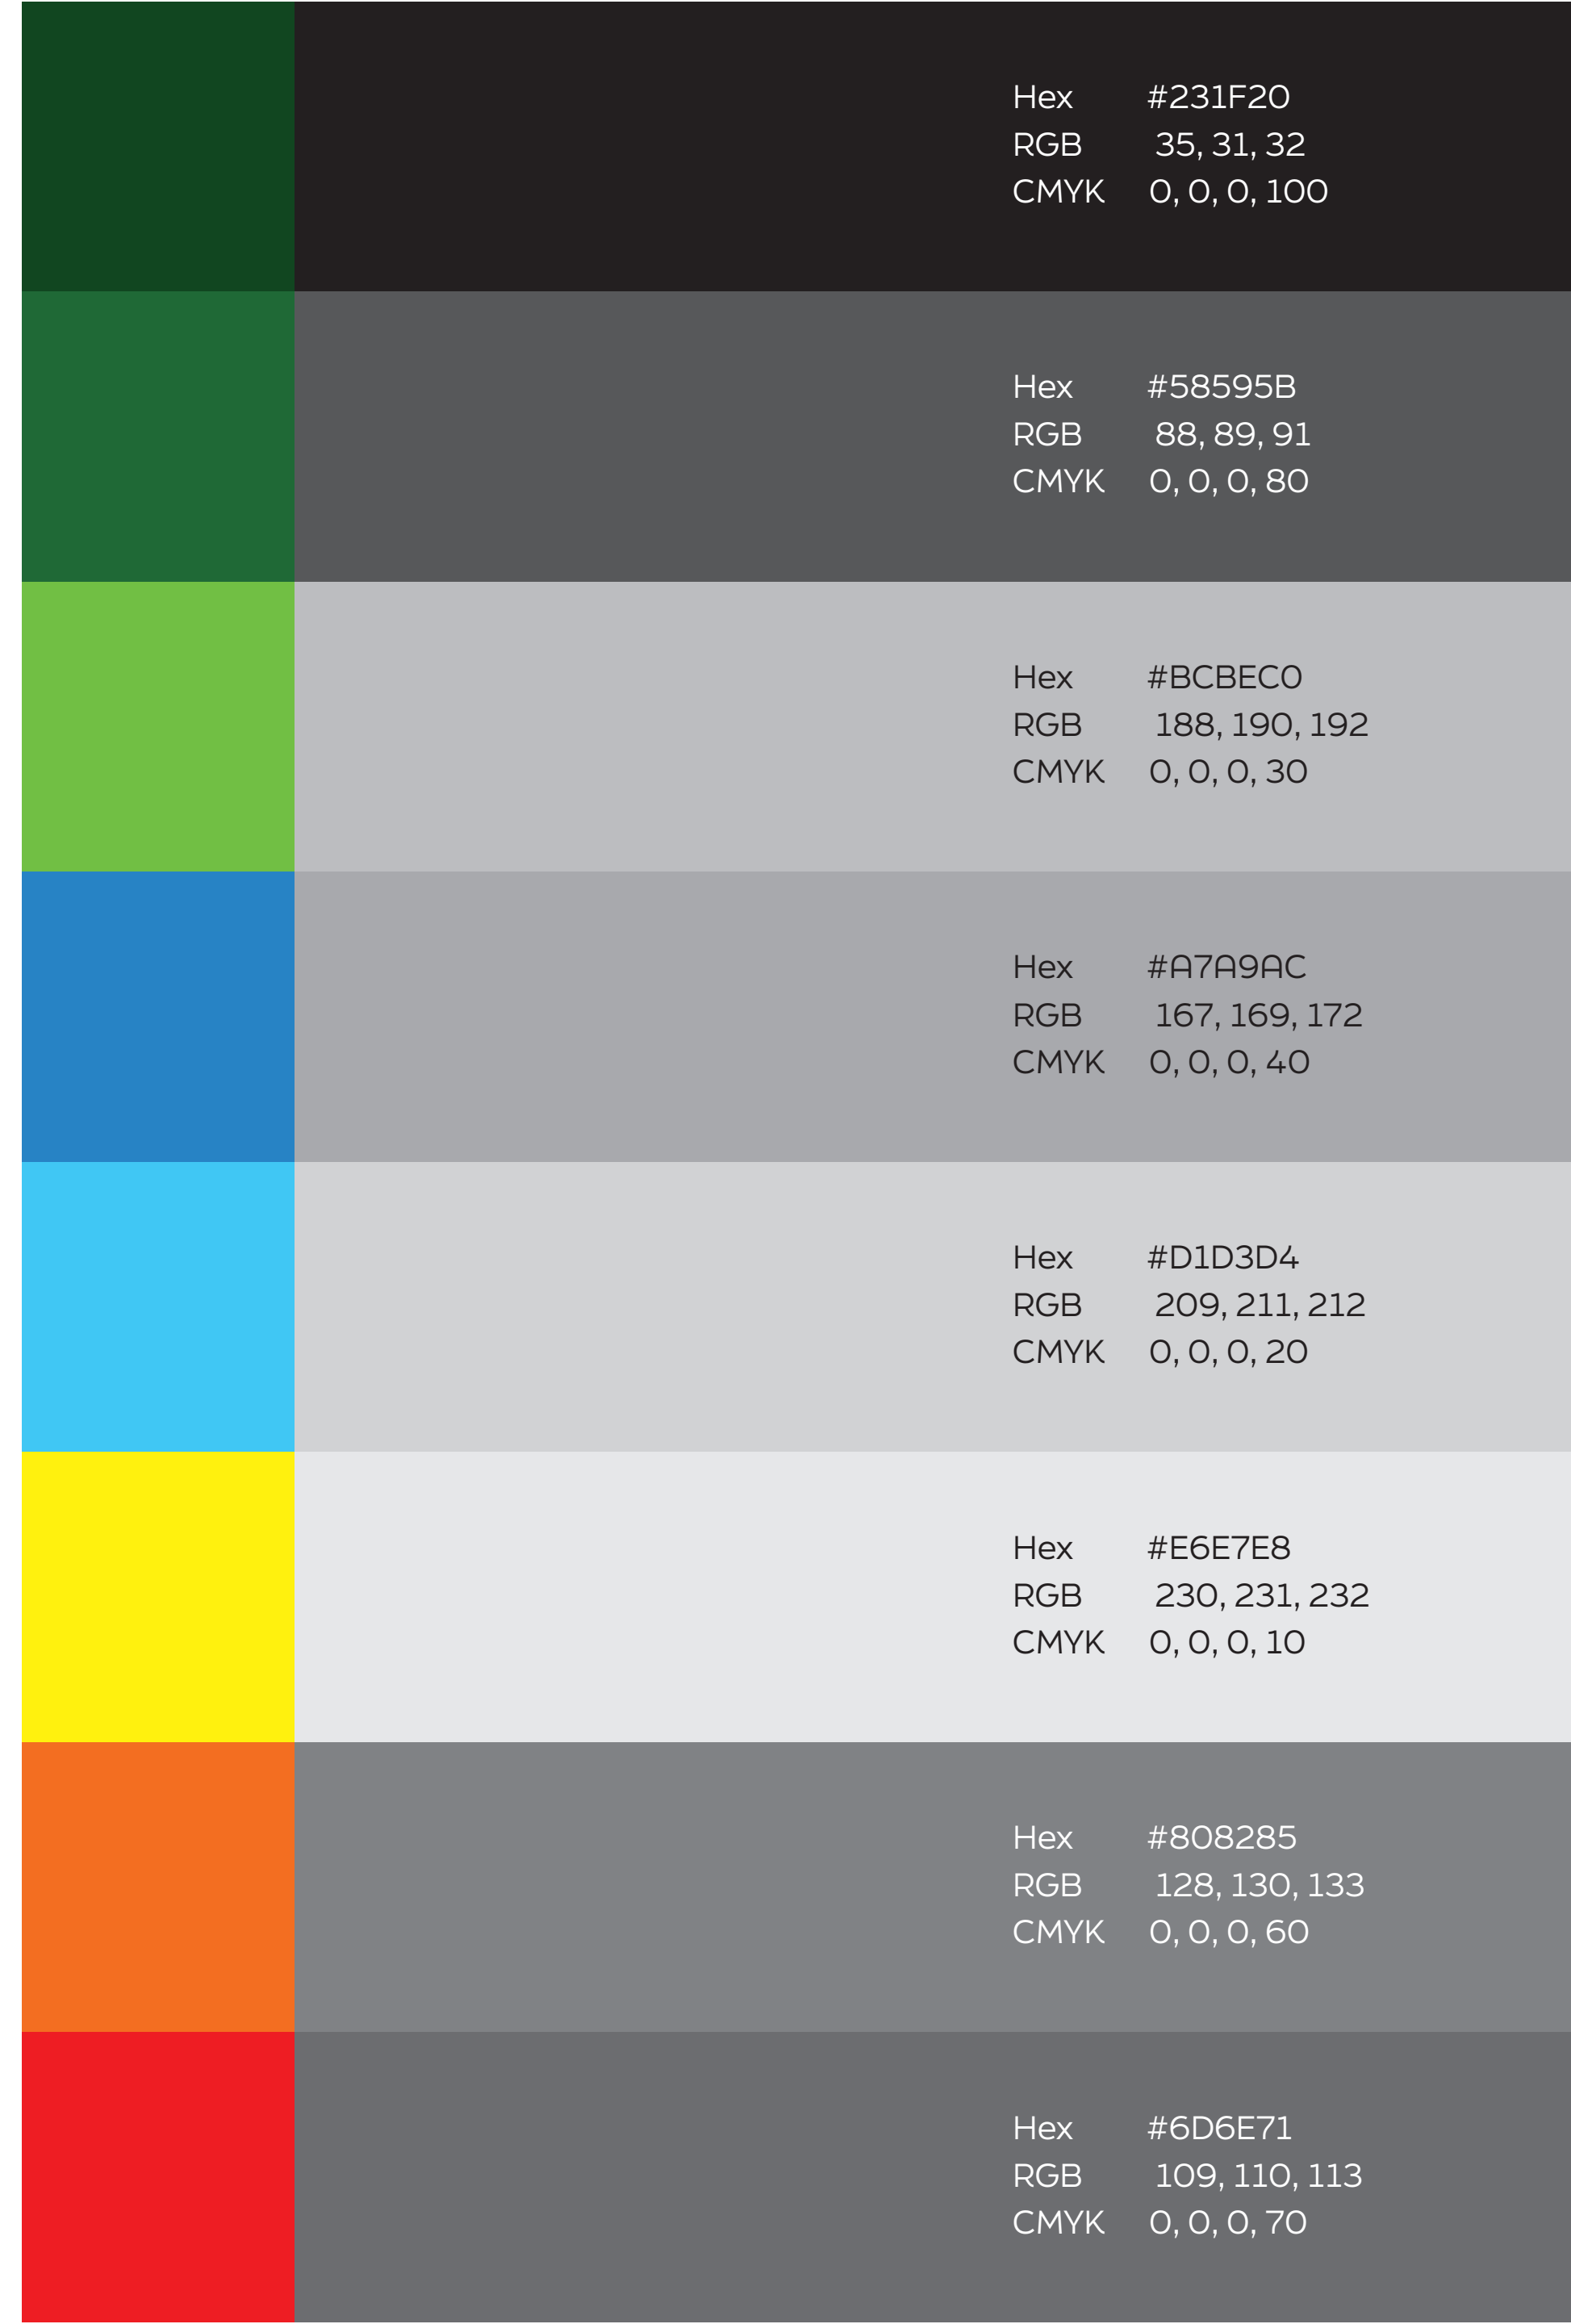 Hex #231F20
RGB 35, 31, 32
CMYK 0, 0, 0, 100
Hex #58595B
RGB 88, 89, 91
CMYK 0, 0, 0, 80
Hex #BCBEC0
RGB 188, 190, 192
CMYK 0, 0, 0, 30
Hex #A7A9AC
RGB 167, 169, 172
CMYK 0, 0, 0, 40
Hex #D1D3D4
RGB 209, 211, 212
CMYK 0, 0, 0, 20
Hex #E6E7E8
RGB 230, 231, 232
CMYK 0, 0, 0, 10
Hex #808285
RGB 128, 130, 133
CMYK 0, 0, 0, 60
Hex #6D6E71
RGB 109, 110, 113
CMYK 0, 0, 0, 70